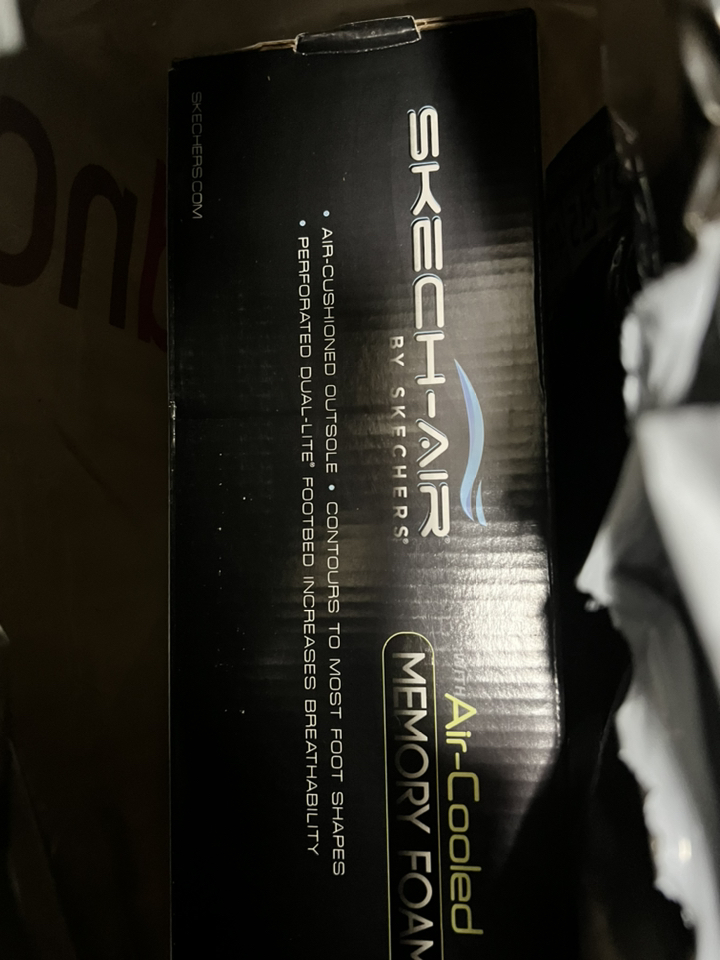 SKECH-AIR®
BY SKECHERS®
WITH Air-Cooled
MEMORY FOAM
• AIR-CUSHIONED OUTSOLE • CONTOURS TO MOST FOOT SHAPES
• PERFORATED DUAL-LITE® FOOTBED INCREASES BREATHABILITY
SKECHERS.COM